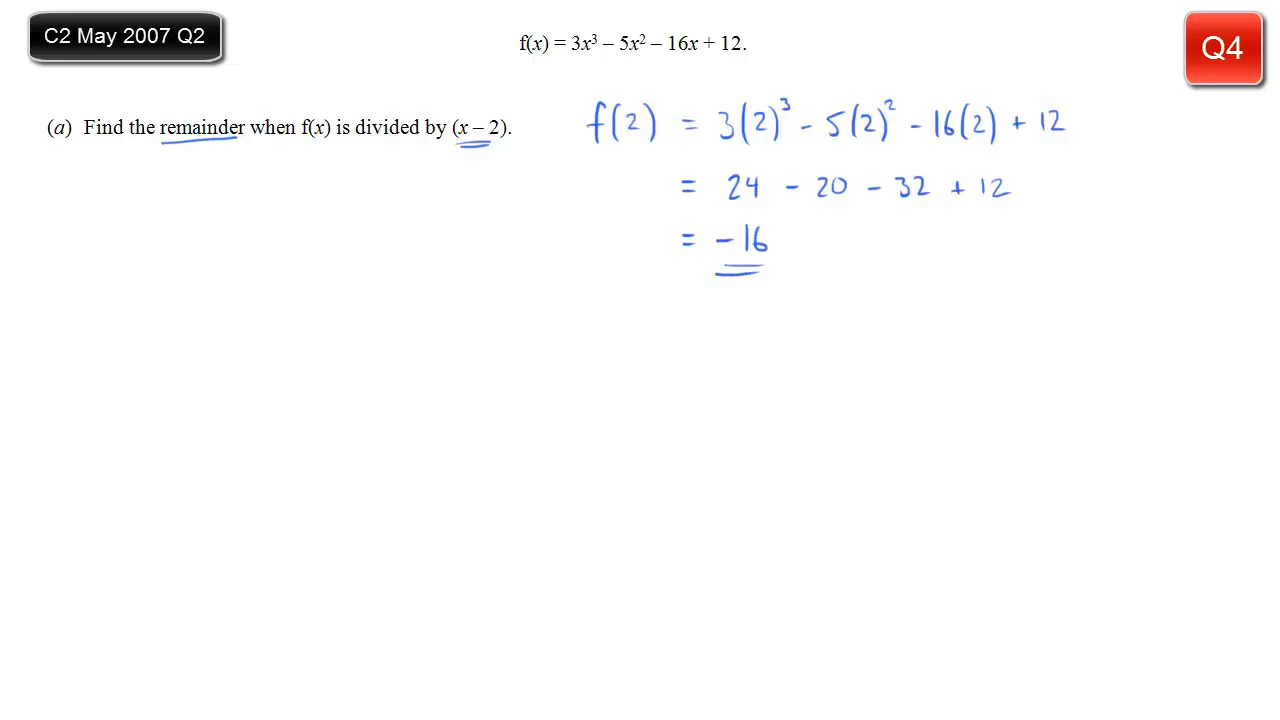 C2 May 2007 Q2
f(x) = 3x³ – 5x² – 16x + 12.
Q4
(a) Find the remainder when f(x) is divided by (x – 2).
f(2) = 3(2)³ - 5(2)² - 16(2) + 12
= 24 - 20 - 32 + 12
= -16